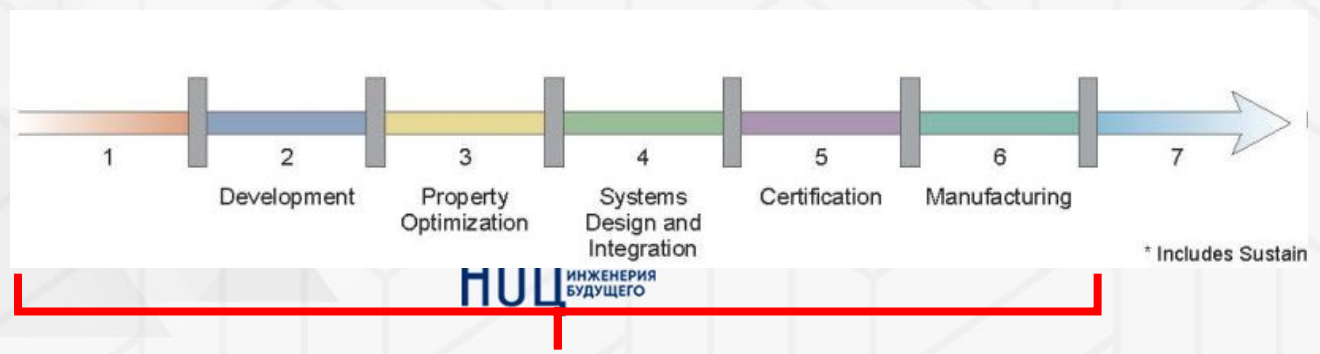 1 2 3 4 5 6 7
Development Property Systems Certification Manufacturing
Optimization Design and
Integration
* Includes Sustain
НОЦ ИНЖЕНЕРИЯ
БУДУЩЕГО